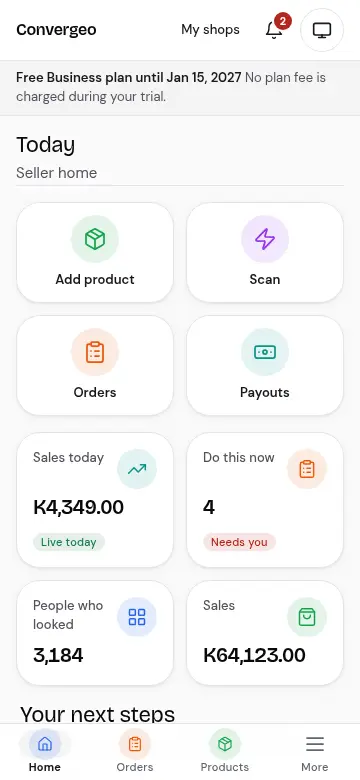 Convergeo
My shops
2
Free Business plan until Jan 15, 2027 No plan fee is
charged during your trial.
Today
Seller home
Add product
Scan
Orders
Payouts
Sales today
K4,349.00
Live today
Do this now
4
Needs you
People who
looked
3,184
Sales
K64,123.00
Your next steps
Home
Orders
Products
More